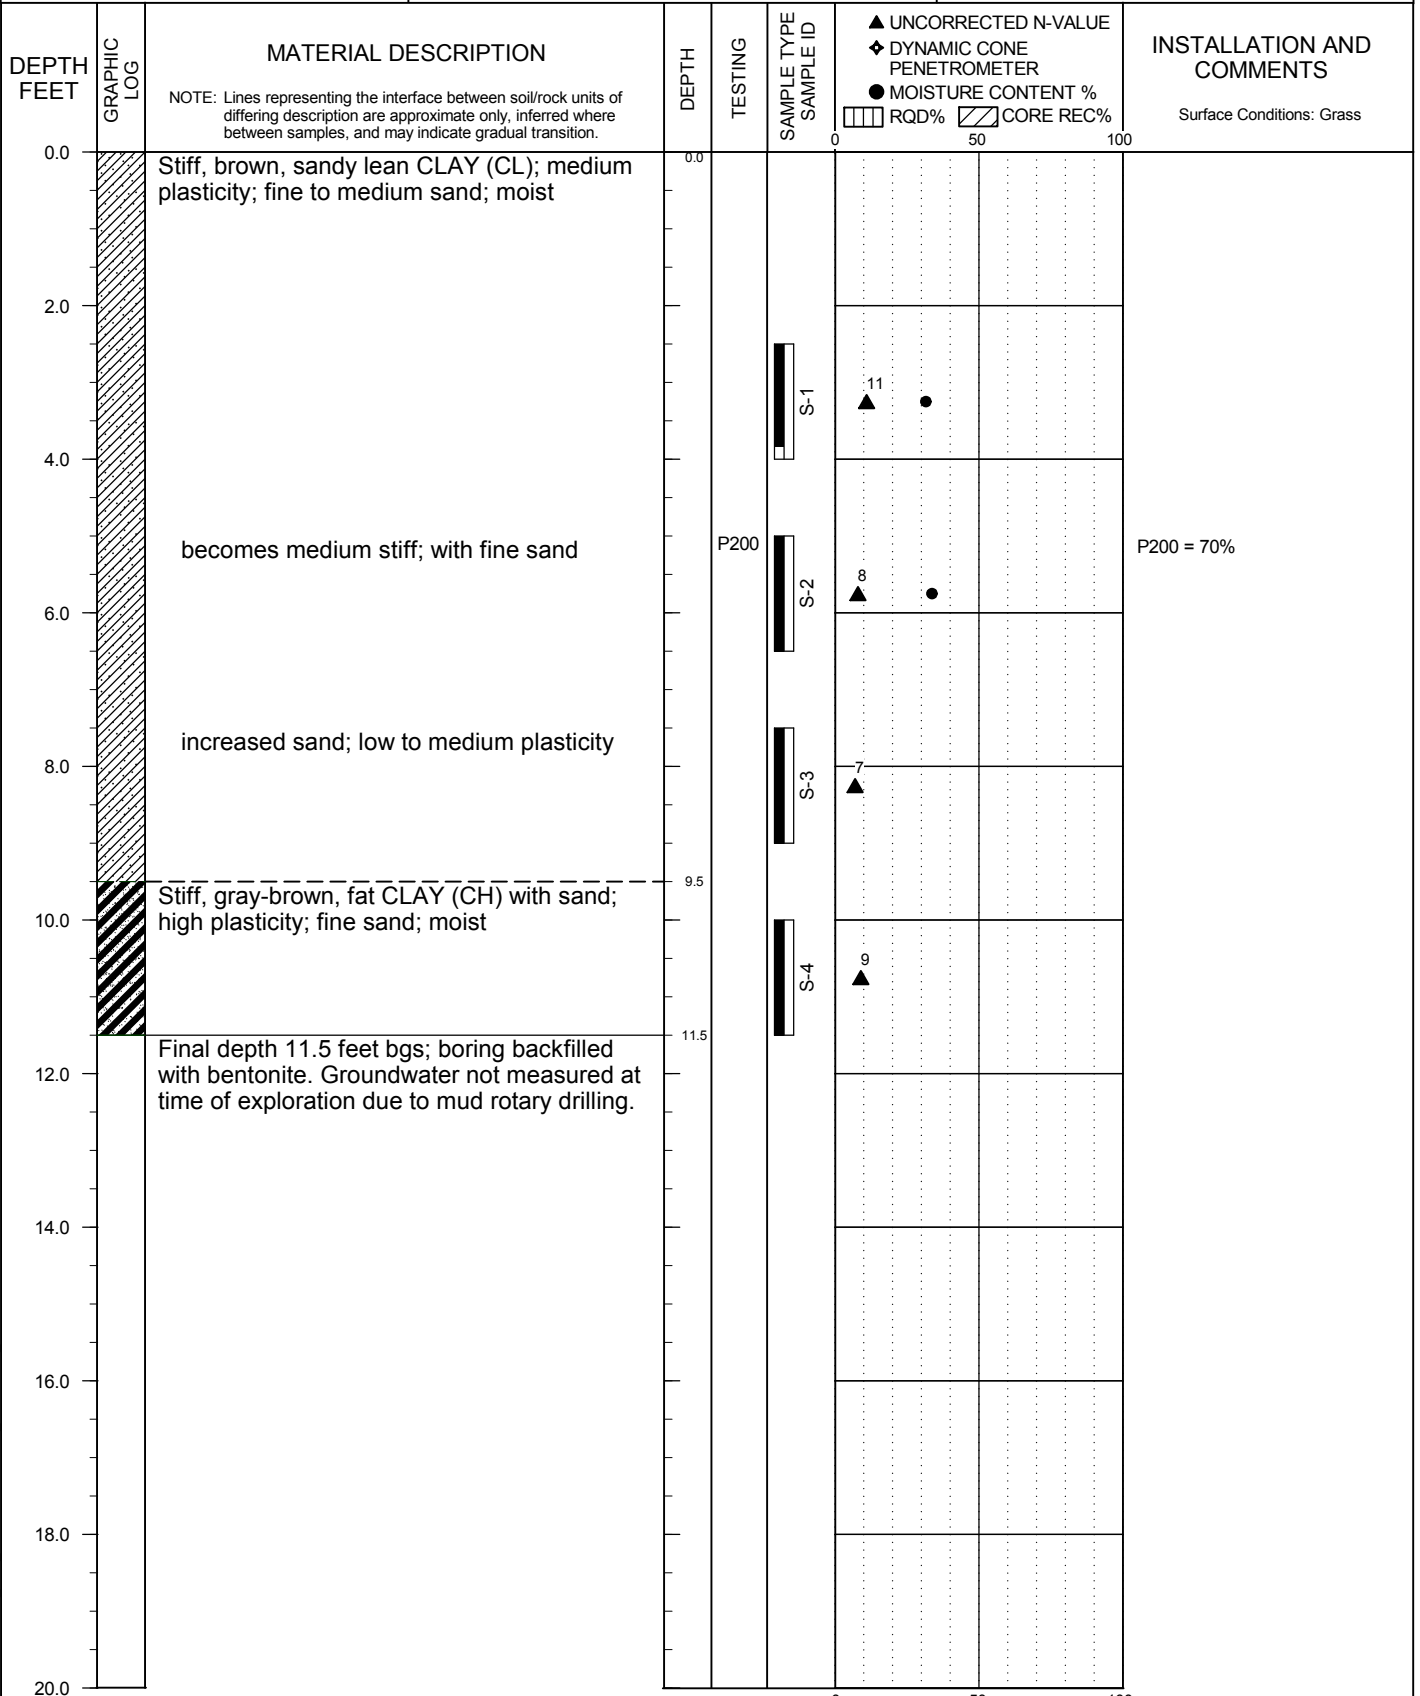 DEPTH
FEET
GRAPHIC
LOG
MATERIAL DESCRIPTION
NOTE: Lines representing the interface between soil/rock units of
differing description are approximate only, inferred where
between samples, and may indicate gradual transition.
DEPTH
TESTING
SAMPLE TYPE
SAMPLE ID
UNCORRECTED N-VALUE
DYNAMIC CONE
PENETROMETER
MOISTURE CONTENT %
RQD% CORE REC%
0 50 100
INSTALLATION AND
COMMENTS
Surface Conditions: Grass
0.0
Stiff, brown, sandy lean CLAY (CL); medium
plasticity; fine to medium sand; moist
0.0
2.0
S-1
11
4.0
becomes medium stiff; with fine sand
P200
S-2
8
P200 = 70%
6.0
increased sand; low to medium plasticity
S-3
7
8.0
9.5
Stiff, gray-brown, fat CLAY (CH) with sand;
high plasticity; fine sand; moist
10.0
S-4
9
11.5
Final depth 11.5 feet bgs; boring backfilled
with bentonite. Groundwater not measured at
time of exploration due to mud rotary drilling.
12.0
14.0
16.0
18.0
20.0